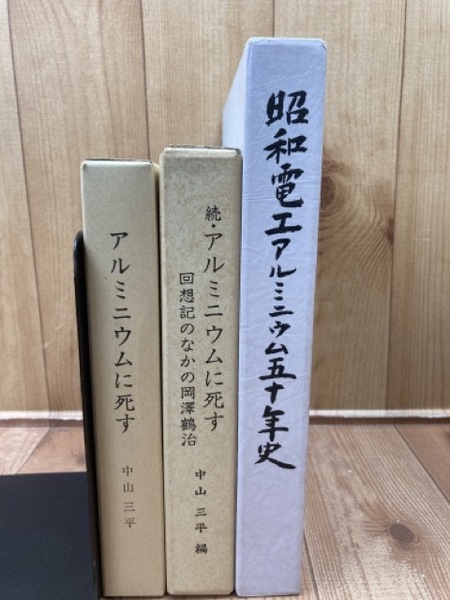 アルミニウムに死す
中山三平
続・アルミニウムに死す
回想記のなかの岡澤鶴治
中山三平編
昭和電工アルミニウム五十年史